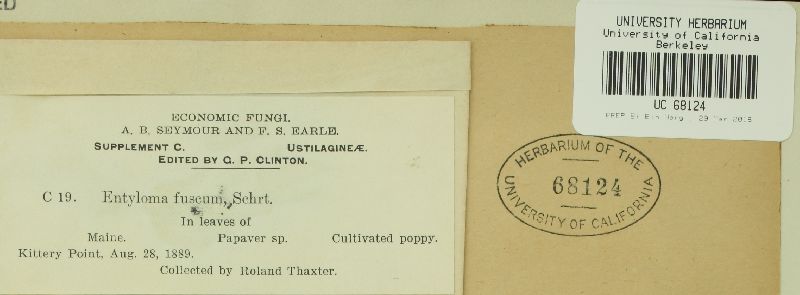 UNIVERSITY HERBARIUM
University of California
Berkeley
UC 68124
ECONOMIC FUNGI.
A. B. SEYMOUR AND F. S. EARLE.
SUPPLEMENT C. USTILAGINEÆ.
EDITED BY G. P. CLINTON.
C 19. Entyloma fuscum, Schrt.
In leaves of
Maine. Papaver sp. Cultivated poppy.
Kittery Point, Aug. 28, 1889.
Collected by Roland Thaxter.
HERBARIUM OF THE
68124
UNIVERSITY OF CALIFORNIA